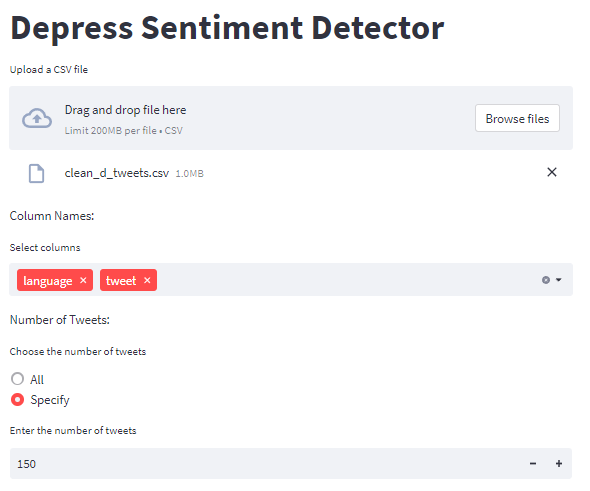 Depress Sentiment Detector
Upload a CSV file
Drag and drop file here
Limit 200MB per file • CSV
Browse files
clean_d_tweets.csv 1.0MB
Column Names:
Select columns
language × tweet ×
Number of Tweets:
Choose the number of tweets
All
Specify
Enter the number of tweets
150